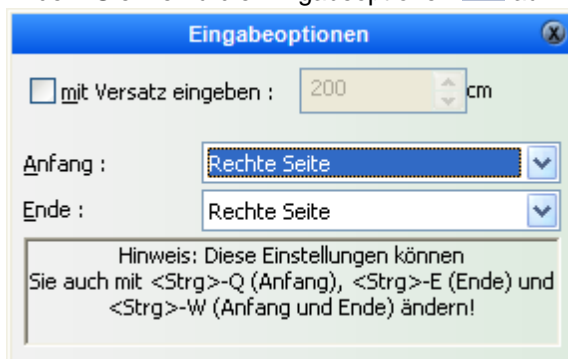 Eingabeoptionen
mit Versatz eingeben : 200 cm
Anfang : Rechte Seite
Ende : Rechte Seite
Hinweis: Diese Einstellungen können
Sie auch mit <Strg>-Q (Anfang), <Strg>-E (Ende) und
<Strg>-W (Anfang und Ende) ändern!